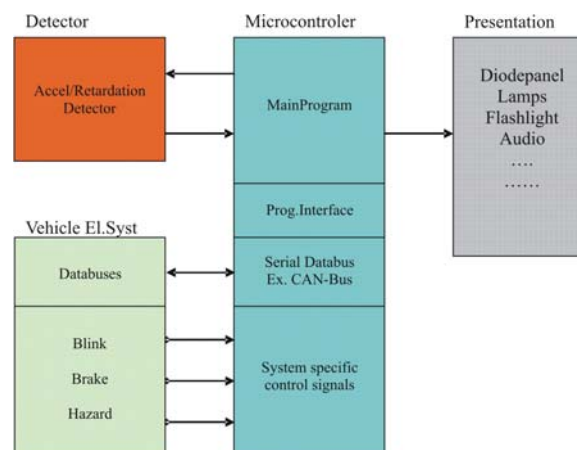 Detector
Microcontroler
Presentation
Accel/Retardation
Detector
MainProgram
Diodepanel
Lamps
Flashlight
Audio
....
......
Prog.Interface
Vehicle El.Syst
Databuses
Serial Databus
Ex. CAN-Bus
Blink
Brake
Hazard
System specific
control signals